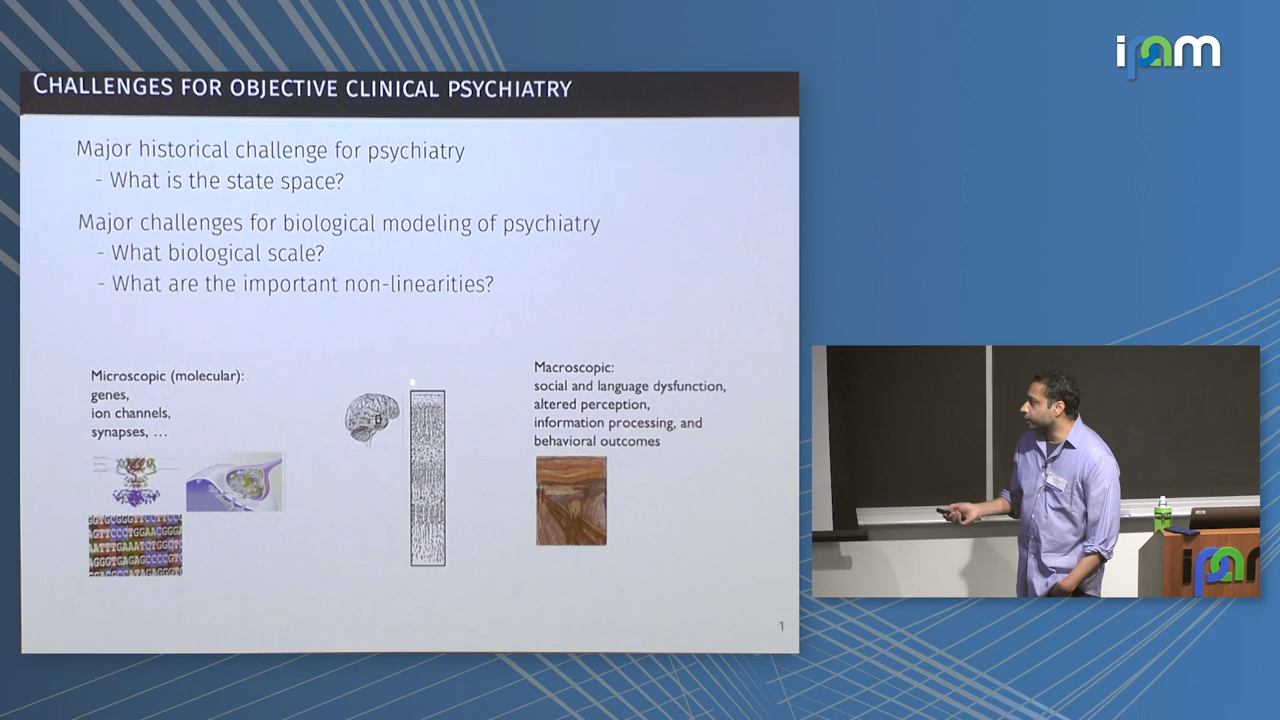 ipam
CHALLENGES FOR OBJECTIVE CLINICAL PSYCHIATRY
Major historical challenge for psychiatry
- What is the state space?
Major challenges for biological modeling of psychiatry
- What biological scale?
- What are the important non-linearities?
Microscopic (molecular):
genes,
ion channels,
synapses, …
Macroscopic:
social and language dysfunction,
altered perception,
information processing, and
behavioral outcomes
1
ipam